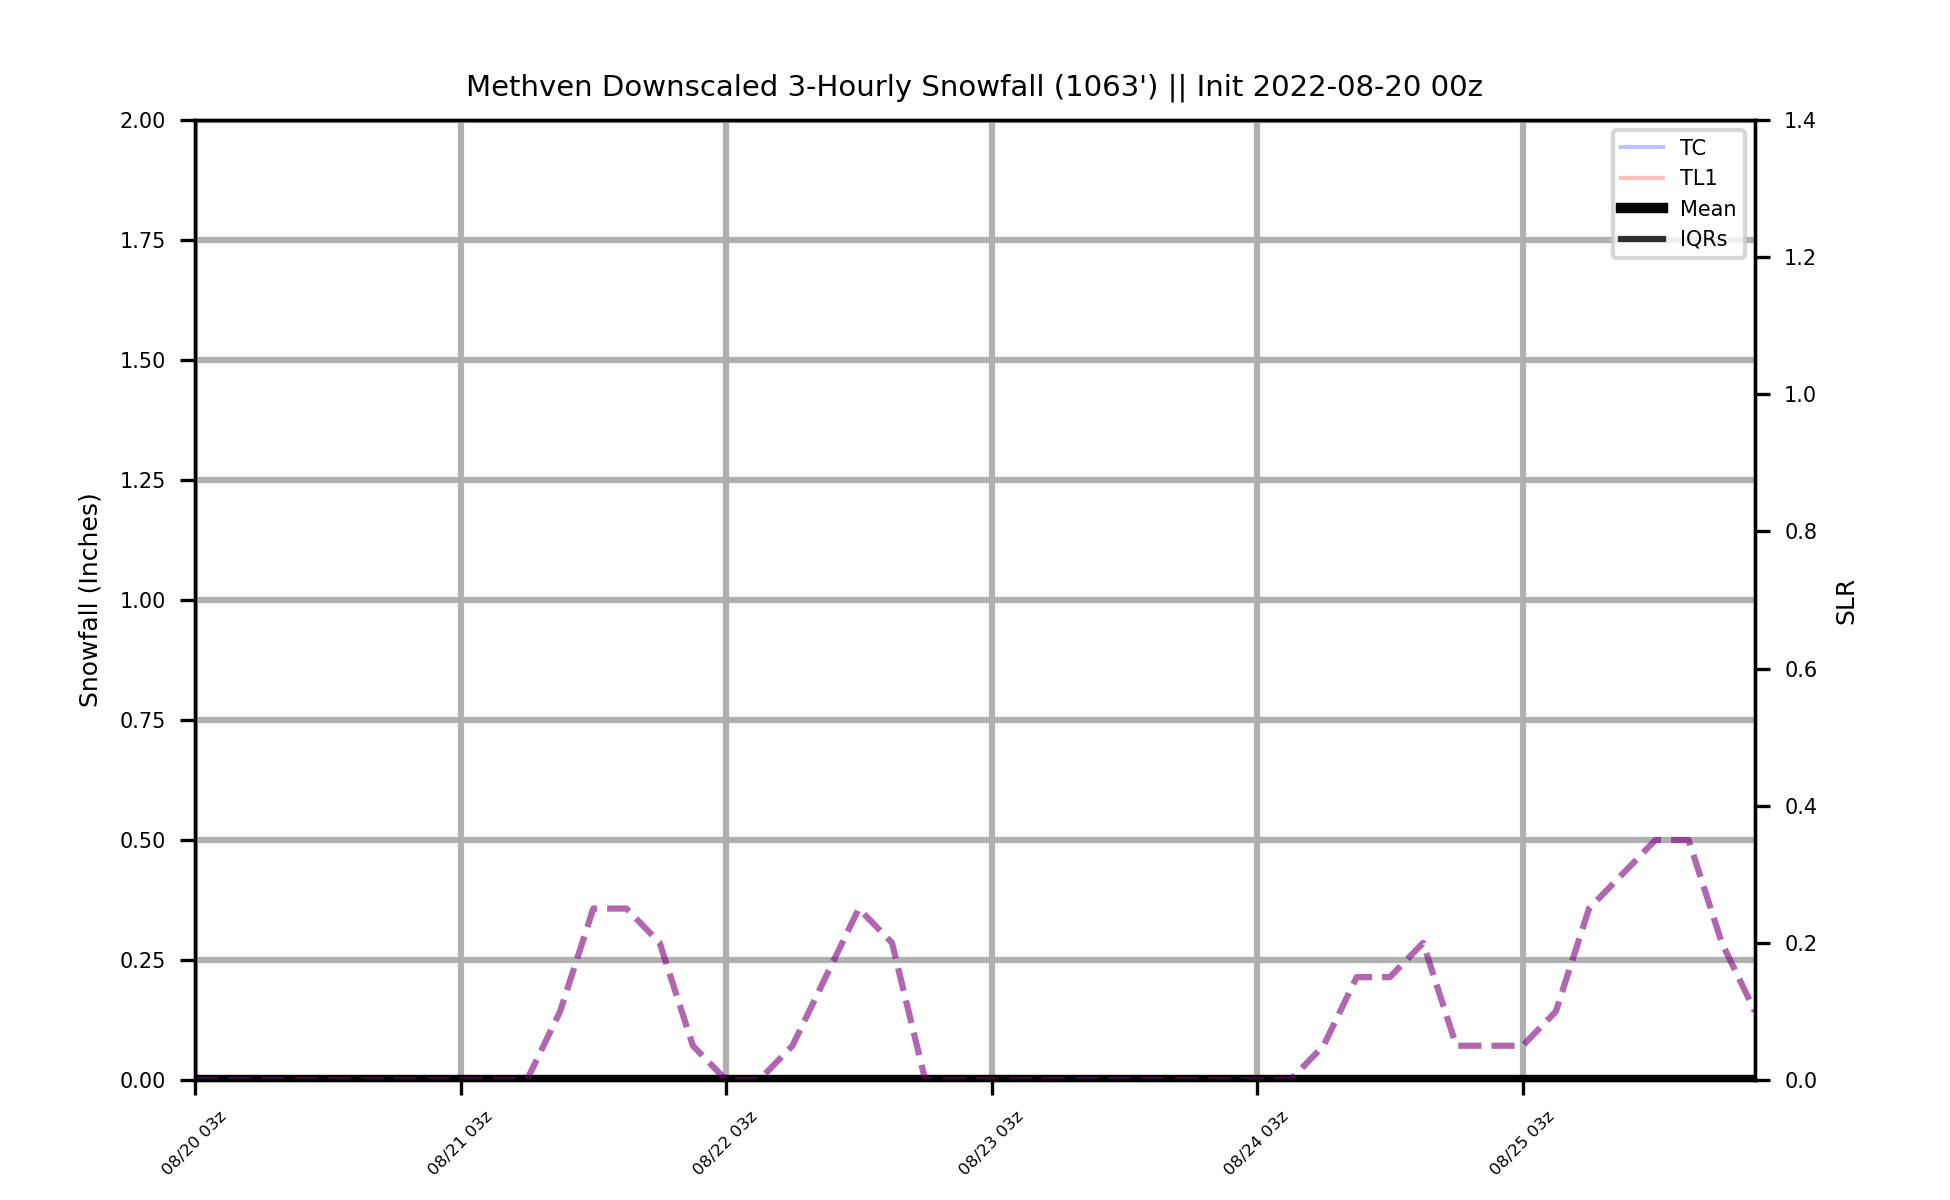 Methven Downscaled 3-Hourly Snowfall (1063') || Init 2022-08-20 00z
2.00
1.75
1.50
1.25
1.00
0.75
0.50
0.25
0.00
Snowfall (Inches)
1.4
1.2
1.0
0.8
0.6
0.4
0.2
0.0
SLR
TC
TL1
Mean
IQRs
08/20 03z
08/21 03z
08/22 03z
08/23 03z
08/24 03z
08/25 03z